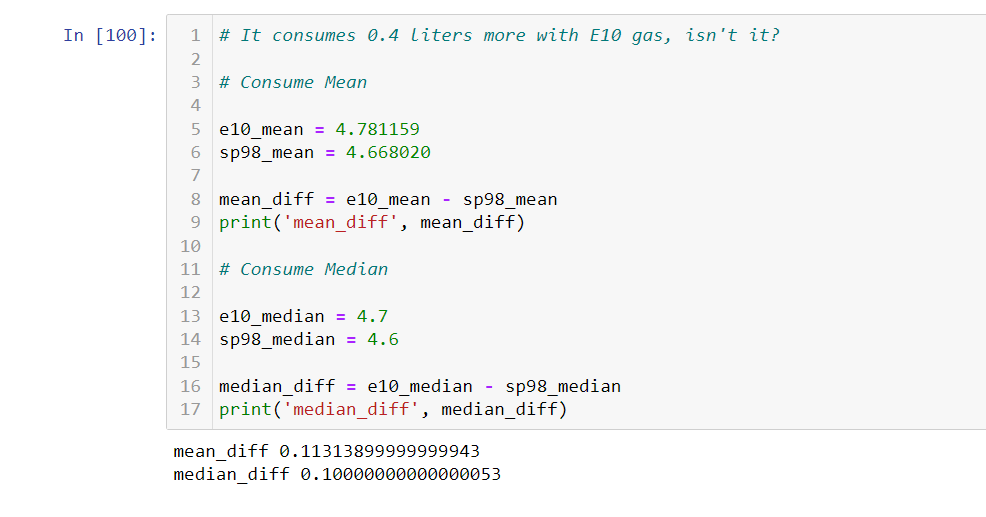 In [100]:
1 # It consumes 0.4 liters more with E10 gas, isn't it?
2
3 # Consume Mean
4
5 e10_mean = 4.781159
6 sp98_mean = 4.668020
7
8 mean_diff = e10_mean - sp98_mean
9 print('mean_diff', mean_diff)
10
11 # Consume Median
12
13 e10_median = 4.7
14 sp98_median = 4.6
15
16 median_diff = e10_median - sp98_median
17 print('median_diff', median_diff)
mean_diff 0.11313899999999943
median_diff 0.10000000000000053